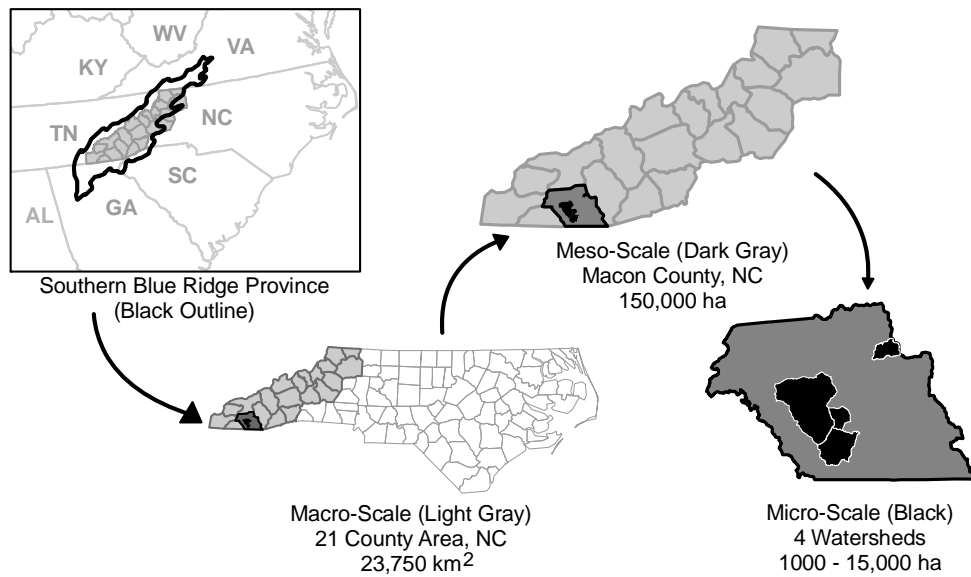 WV
VA
KY
TN
NC
SC
AL
GA
Southern Blue Ridge Province
(Black Outline)
Meso-Scale (Dark Gray)
Macon County, NC
150,000 ha
Macro-Scale (Light Gray)
21 County Area, NC
23,750 km²
Micro-Scale (Black)
4 Watersheds
1000 - 15,000 ha